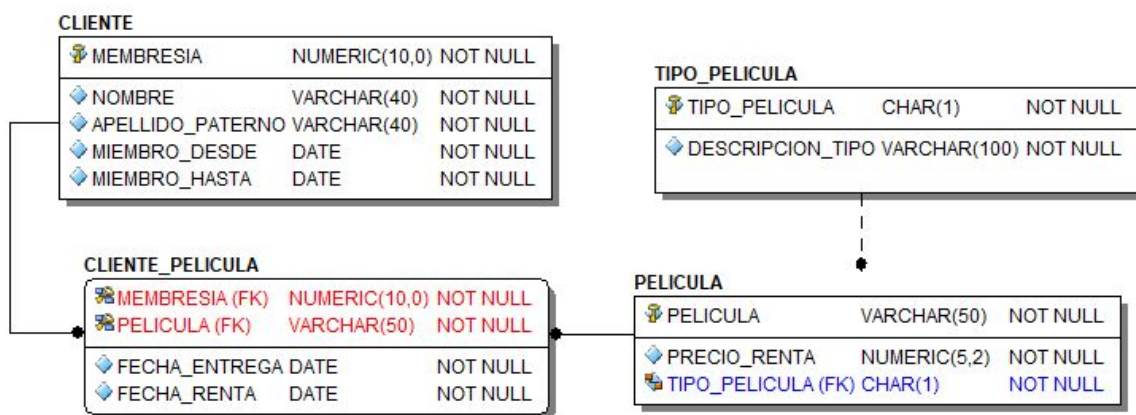 CLIENTE
MEMBRESIA NUMERIC(10,0) NOT NULL
NOMBRE VARCHAR(40) NOT NULL
APELLIDO_PATERNO VARCHAR(40) NOT NULL
MIEMBRO_DESDE DATE NOT NULL
MIEMBRO_HASTA DATE NOT NULL
TIPO_PELICULA
TIPO_PELICULA CHAR(1) NOT NULL
DESCRIPCION_TIPO VARCHAR(100) NOT NULL
CLIENTE_PELICULA
MEMBRESIA (FK) NUMERIC(10,0) NOT NULL
PELICULA (FK) VARCHAR(50) NOT NULL
FECHA_ENTREGA DATE NOT NULL
FECHA_RENTA DATE NOT NULL
PELICULA
PELICULA VARCHAR(50) NOT NULL
PRECIO_RENTA NUMERIC(5,2) NOT NULL
TIPO_PELICULA (FK) CHAR(1) NOT NULL